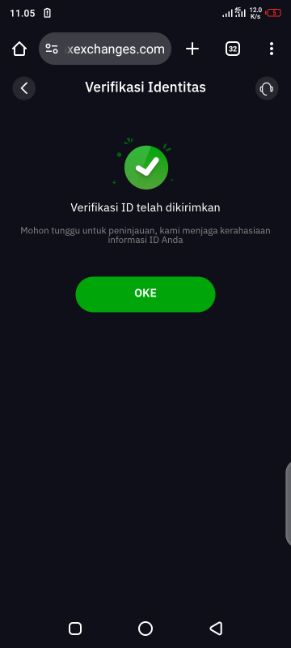 11.05
12.0
K/s
5
xexchanges.com
32
Verifikasi Identitas
Verifikasi ID telah dikirimkan
Mohon tunggu untuk peninjauan, kami menjaga kerahasiaan
informasi ID Anda
OKE